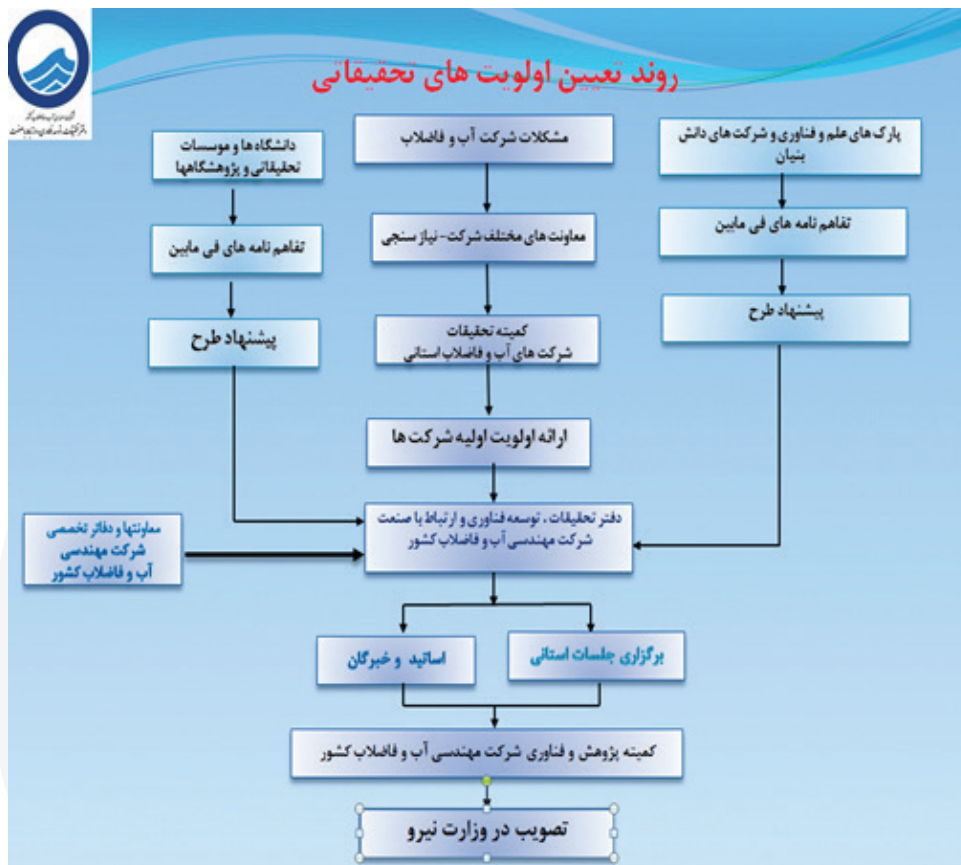 روند تعیین اولویت های تحقیقاتی
پارک های علم و فناوری و شرکت های دانش
بنیان
تفاهم نامه های فی مابین
پیشنهاد طرح
مشکلات شرکت آب و فاضلاب
معاونت های مختلف شرکت- نیاز سنجی
کمیته تحقیقات
شرکت های آب و فاضلاب استانی
ارائه اولویت اولیه شرکت ها
دانشگاه ها و موسسات
تحقیقاتی و پژوهشگاهها
تفاهم نامه های فی مابین
پیشنهاد طرح
دفتر تحقیقات ، توسعه فناوری و ارتباط با صنعت
شرکت مهندسی آب و فاضلاب کشور
معاونتها و دفاتر تخصصی
شرکت مهندسی
آب و فاضلاب کشور
برگزاری جلسات استانی
اساتید و خبرگان
کمیته پژوهش و فناوری شرکت مهندسی آب و فاضلاب کشور
تصویب در وزارت نیرو